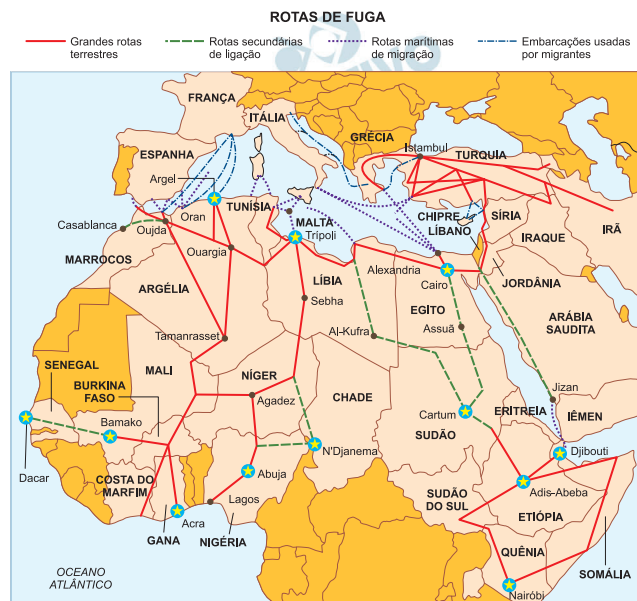 ROTAS DE FUGA
Grandes rotas
terrestres
Rotas secundárias
de ligação
Rotas marítimas
de migração
Embarcações usadas
por migrantes
FRANÇA
ITÁLIA
GRÉCIA
Istambul
TURQUIA
ESPANHA
Argel
Oran
TUNÍSIA
MALTA
Trípoli
CHIPRE
LÍBANO
SÍRIA
IRAQUE
IRÃ
Casablanca
Oujda
MARROCOS
Ouargia
ARGÉLIA
LÍBIA
Sebha
Alexandria
Cairo
EGITO
JORDÂNIA
ARÁBIA
SAUDITA
Assuã
Al-Kufra
Tamanrasset
SENEGAL
MALI
BURKINA
FASO
NÍGER
Agadez
CHADE
Jizan
ERITREIA
IÊMEN
Bamako
Cartum
SUDÃO
N'Djanema
Djibouti
Dacar
COSTA DO
MARFIM
Abuja
Lagos
Acra
GANA
NIGÉRIA
SUDÃO
DO SUL
Adis-Abeba
ETIÓPIA
QUÊNIA
SOMÁLIA
Nairóbi
OCEANO
ATLÂNTICO